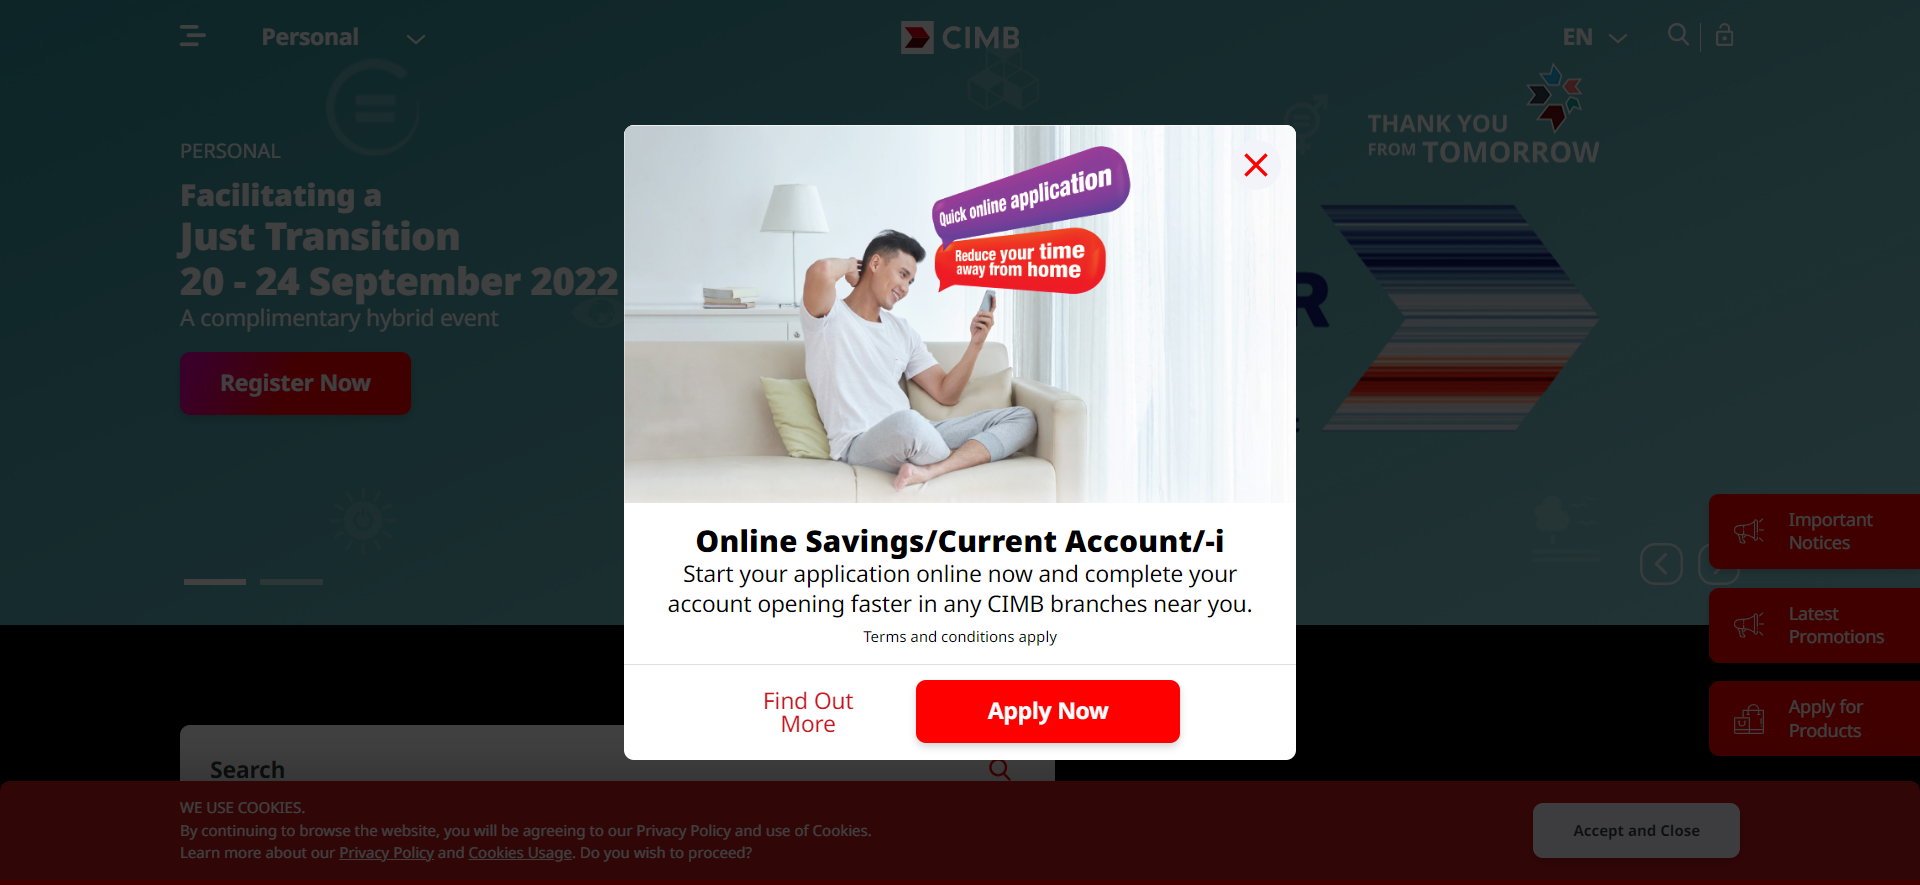 Personal
CIMB
EN
THANK YOU
FROM TOMORROW
PERSONAL
Facilitating a
Just Transition
20 - 24 September 2022
A complimentary hybrid event
Register Now
R
Quick online application
Reduce your time
away from home
Online Savings/Current Account/-i
Start your application online now and complete your
account opening faster in any CIMB branches near you.
Terms and conditions apply
Find Out
More
Apply Now
Important
Notices
Latest
Promotions
Apply for
Products
Search
WE USE COOKIES.
By continuing to browse the website, you will be agreeing to our Privacy Policy and use of Cookies.
Learn more about our Privacy Policy and Cookies Usage. Do you wish to proceed?
Accept and Close